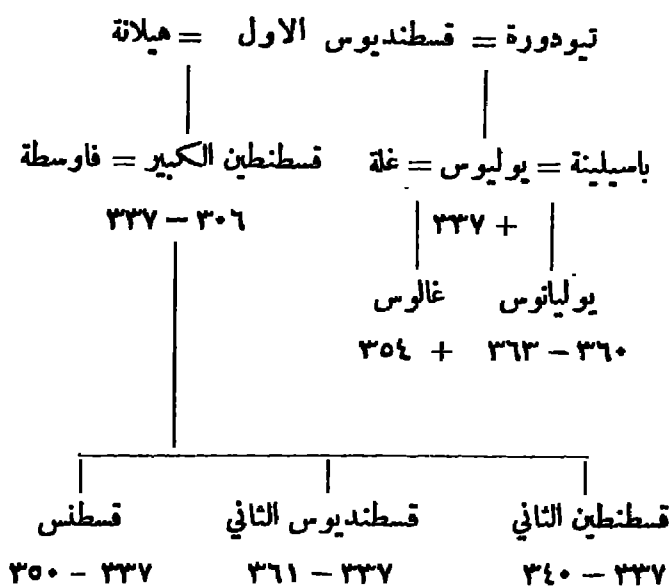 تيودورة = قسطنديوس الاول = هيلانة
باسيلينة = يوليوس = غلة
قسطنطين الكبير = فاوسطة
+ ٣٣٧
٣٠٦ – ٣٣٧
يوليانوس
غالوس
٣٦٠ – ٣٦٣
+ ٣٥٤
قسطنطين الثاني
قسطنديوس الثاني
قسطنس
٣٣٧ – ٣٤٠
٣٣٧ – ٣٦١
٣٣٧ – ٣٥٠